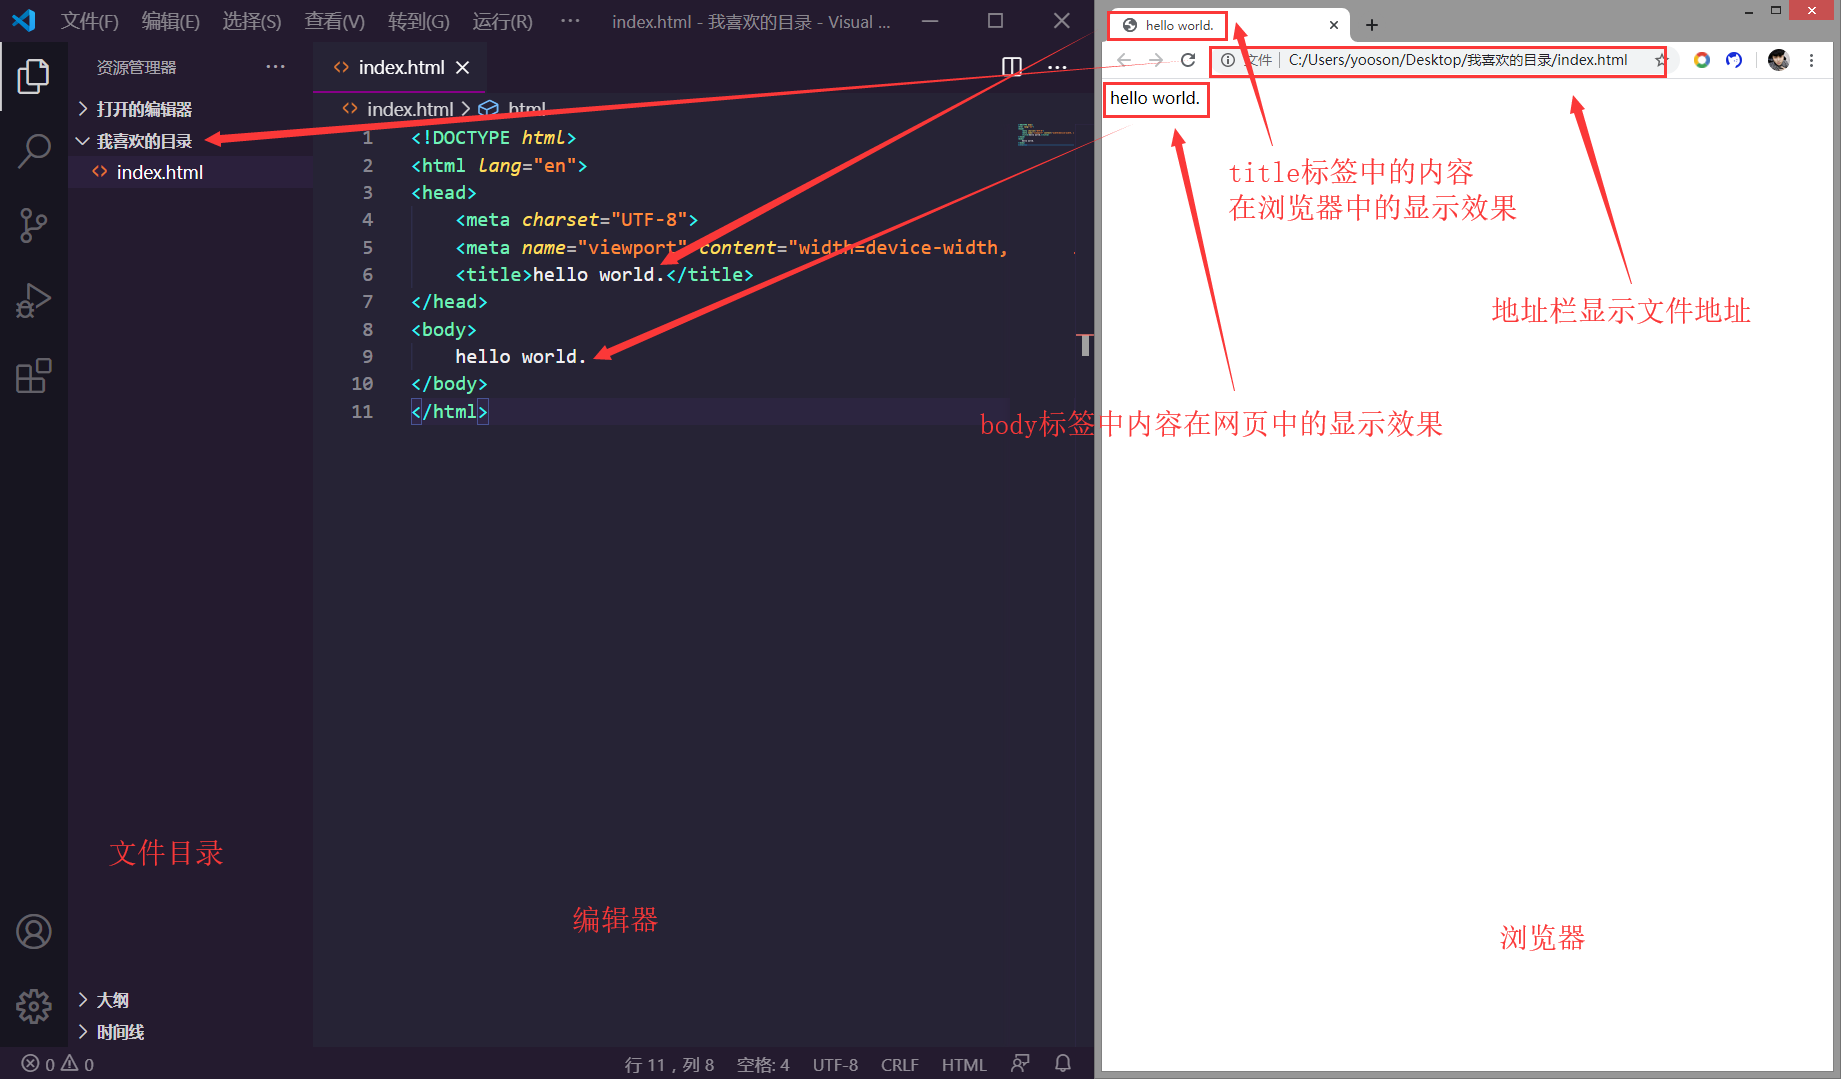 文件(F) 编辑(E) 选择(S) 查看(V) 转到(G) 运行(R) ··· index.html - 我喜欢的目录 - Visual ...
资源管理器 ···
打开的编辑器
我喜欢的目录
index.html
文件目录
大纲
时间线
index.html
index.html > html
1 <!DOCTYPE html>
2 <html lang="en">
3 <head>
4 <meta charset="UTF-8">
5 <meta name="viewport" content="width=device-width,
6 <title>hello world.</title>
7 </head>
8 <body>
9 hello world.
10 </body>
11 </html>
编辑器
0 0 行 11，列 8 空格: 4 UTF-8 CRLF HTML
hello world.
文件 C:/Users/yooson/Desktop/我喜欢的目录/index.html
hello world.
title标签中的内容
在浏览器中的显示效果
地址栏显示文件地址
body标签中内容在网页中的显示效果
浏览器